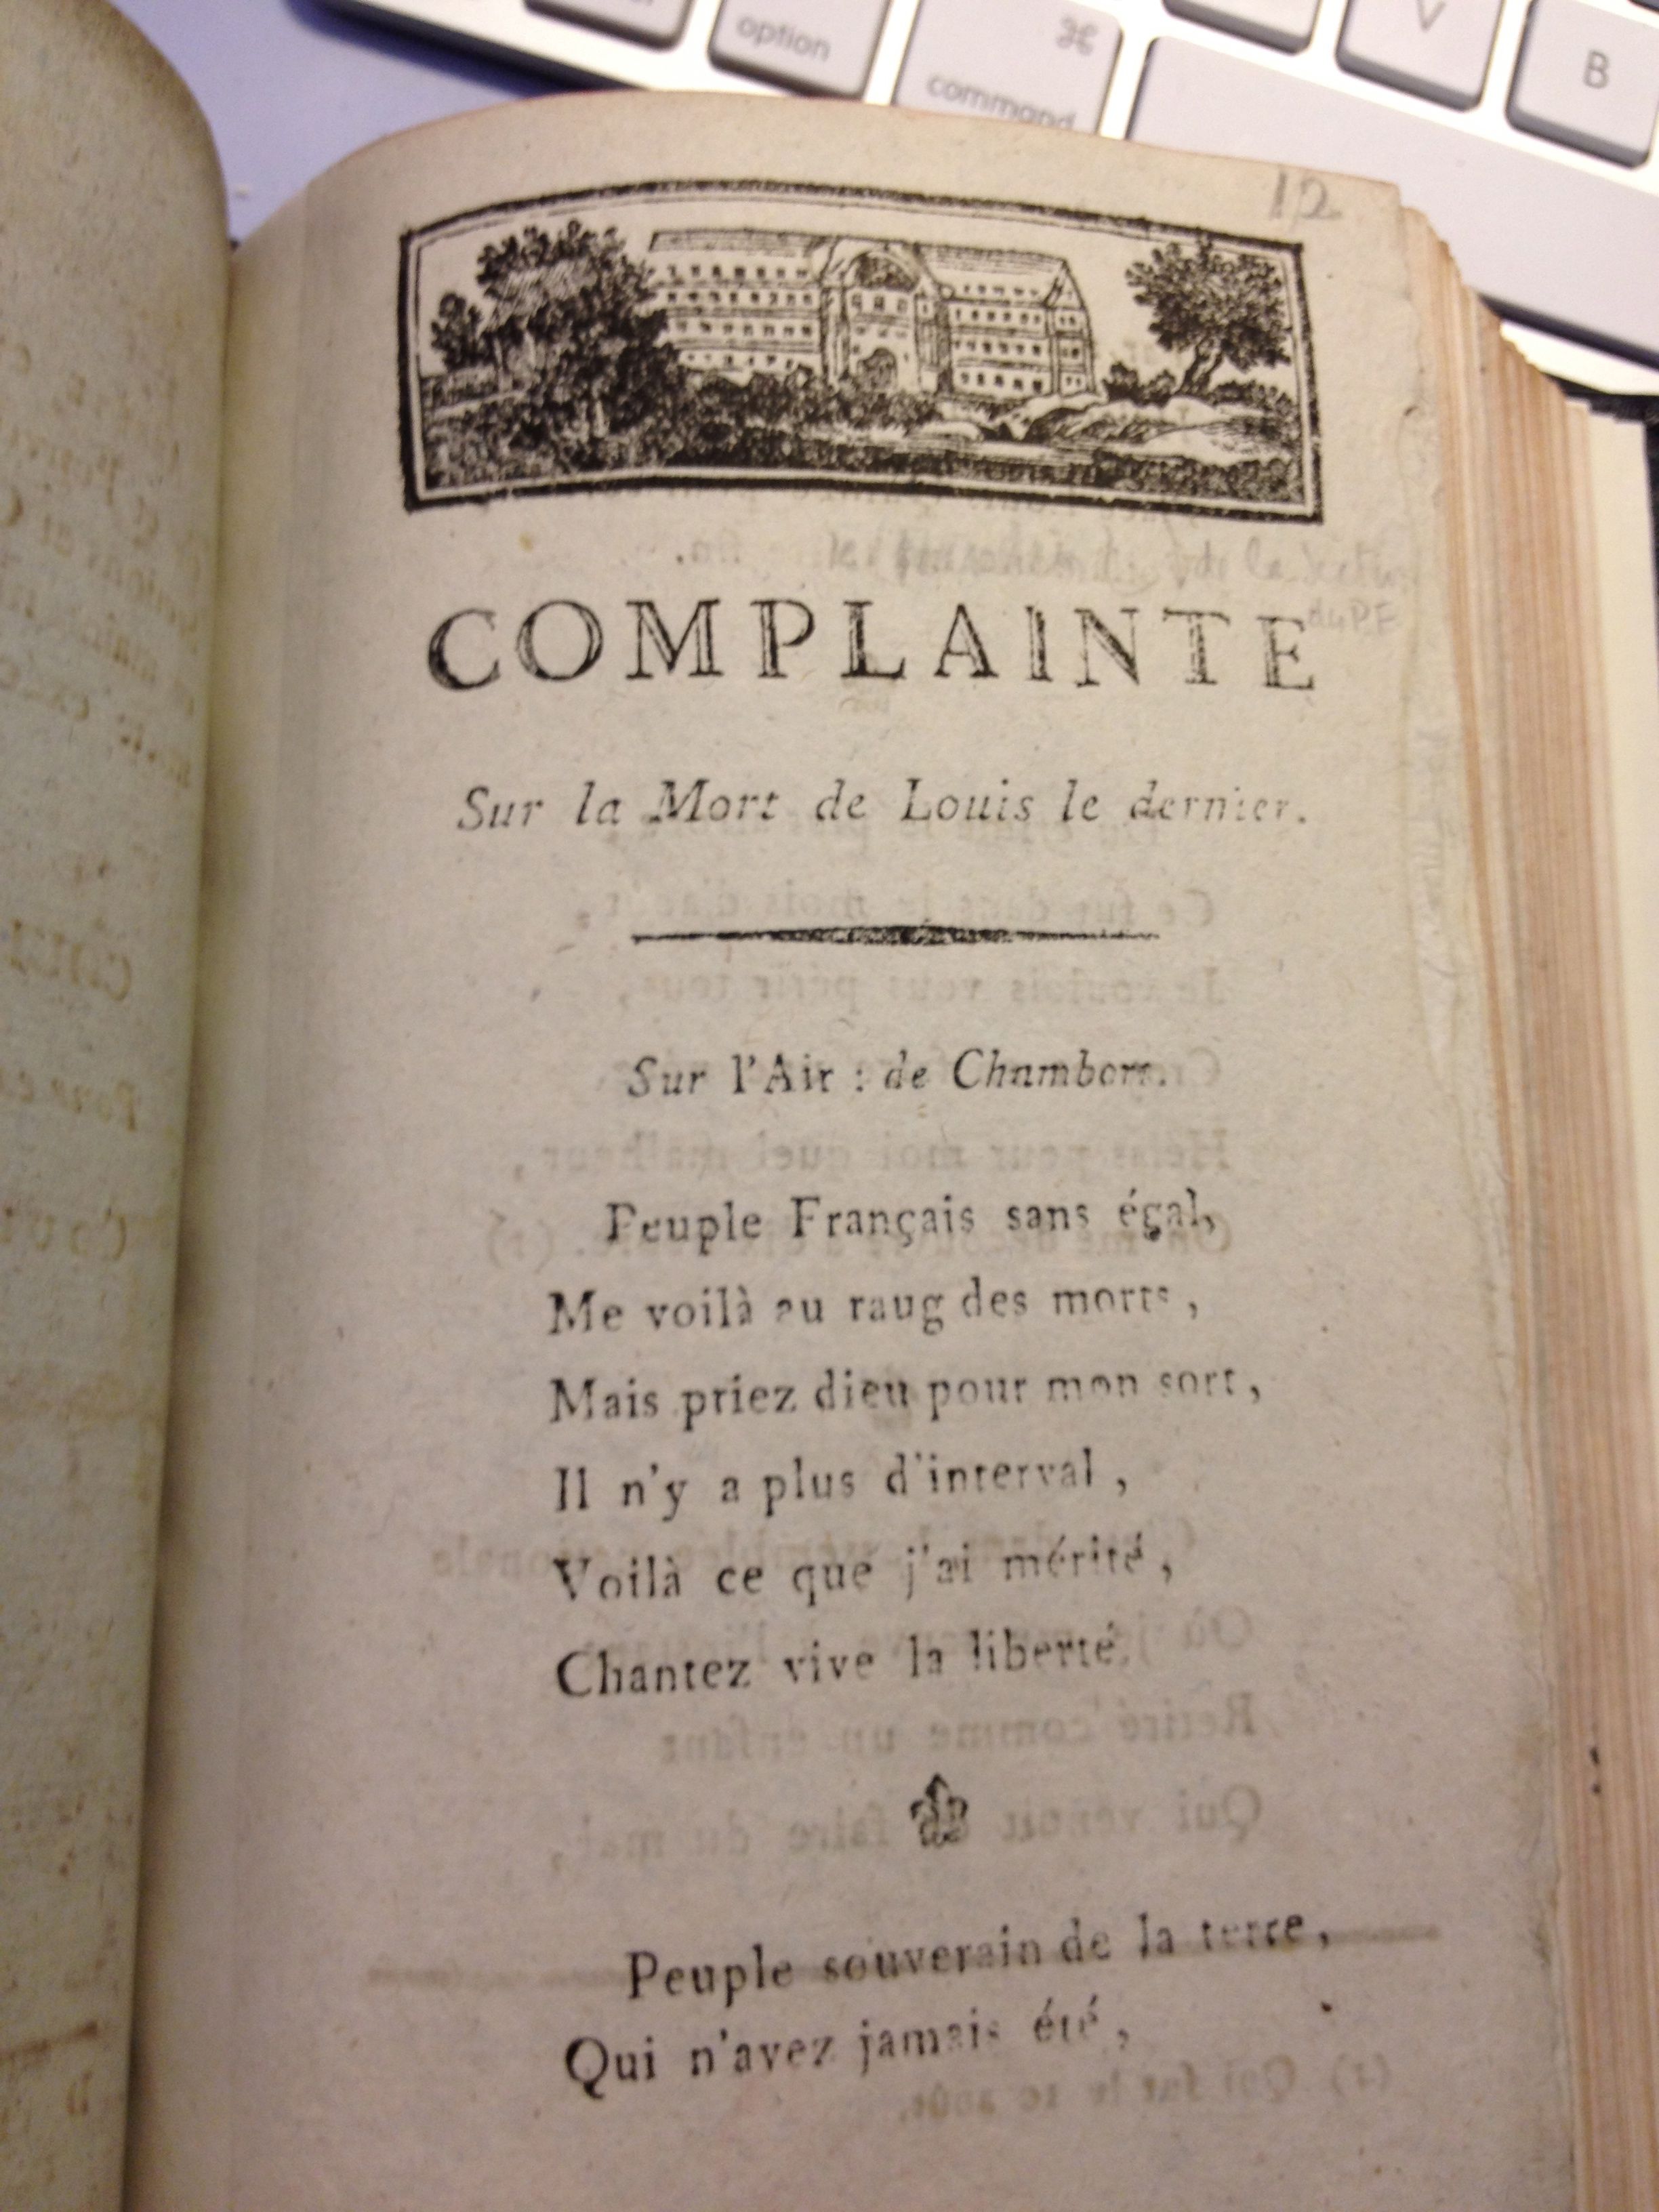 option
⌘
command
V
B
12
COMPLAINTE
Sur la Mort de Louis le dernier.
Sur l'Air : de Chambort.
Peuple Français sans égal,
Me voilà au raug des morts,
Mais priez dieu pour mon sort,
Il n'y a plus d'interval,
Voilà ce que j'ai mérité,
Chantez vive la liberté.
Peuple souverain de la terre,
Qui n'avez jamais été,